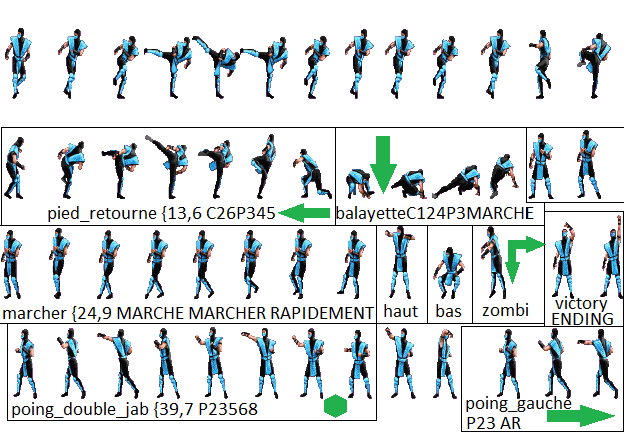 pied_retourne {13,6 C26P345
balayetteC124P3MARCHE
marcher {24,9 MARCHE MARCHER RAPIDEMENT
haut
bas
zombi
victory
ENDING
poing_double_jab {39,7 P23568
poing_gauche
P23 AR